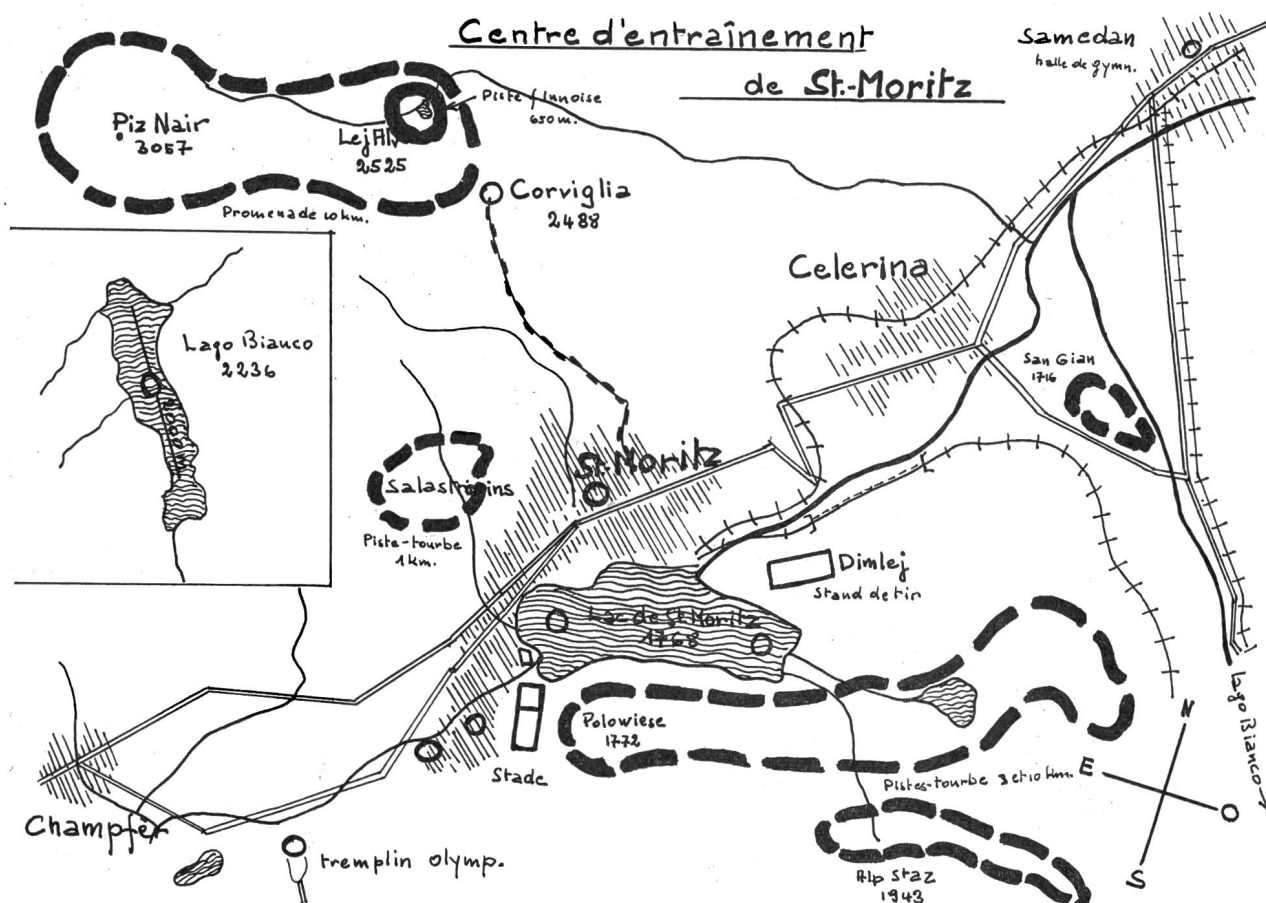 Centre d'entraînement
de St.-Moritz
Samedan
halle de gymn.
Piz Nair
3057
Lej Alv
2525
Piste finnoise
650 m.
Corviglia
2488
Promenade 10 km.
Celerina
Lago Bianco
2236
San Gian
1716
St-Moritz
Salastrains
Piste-tourbe
1 km.
Dimlej
Stand de tir
Lac de St Moritz
1768
Polowiese
1772
Stade
Pistes-tourbe 3 et 10 km.
Lago Bianco
N
E
O
S
Champfèr
tremplin olymp.
Alp Staz
1943